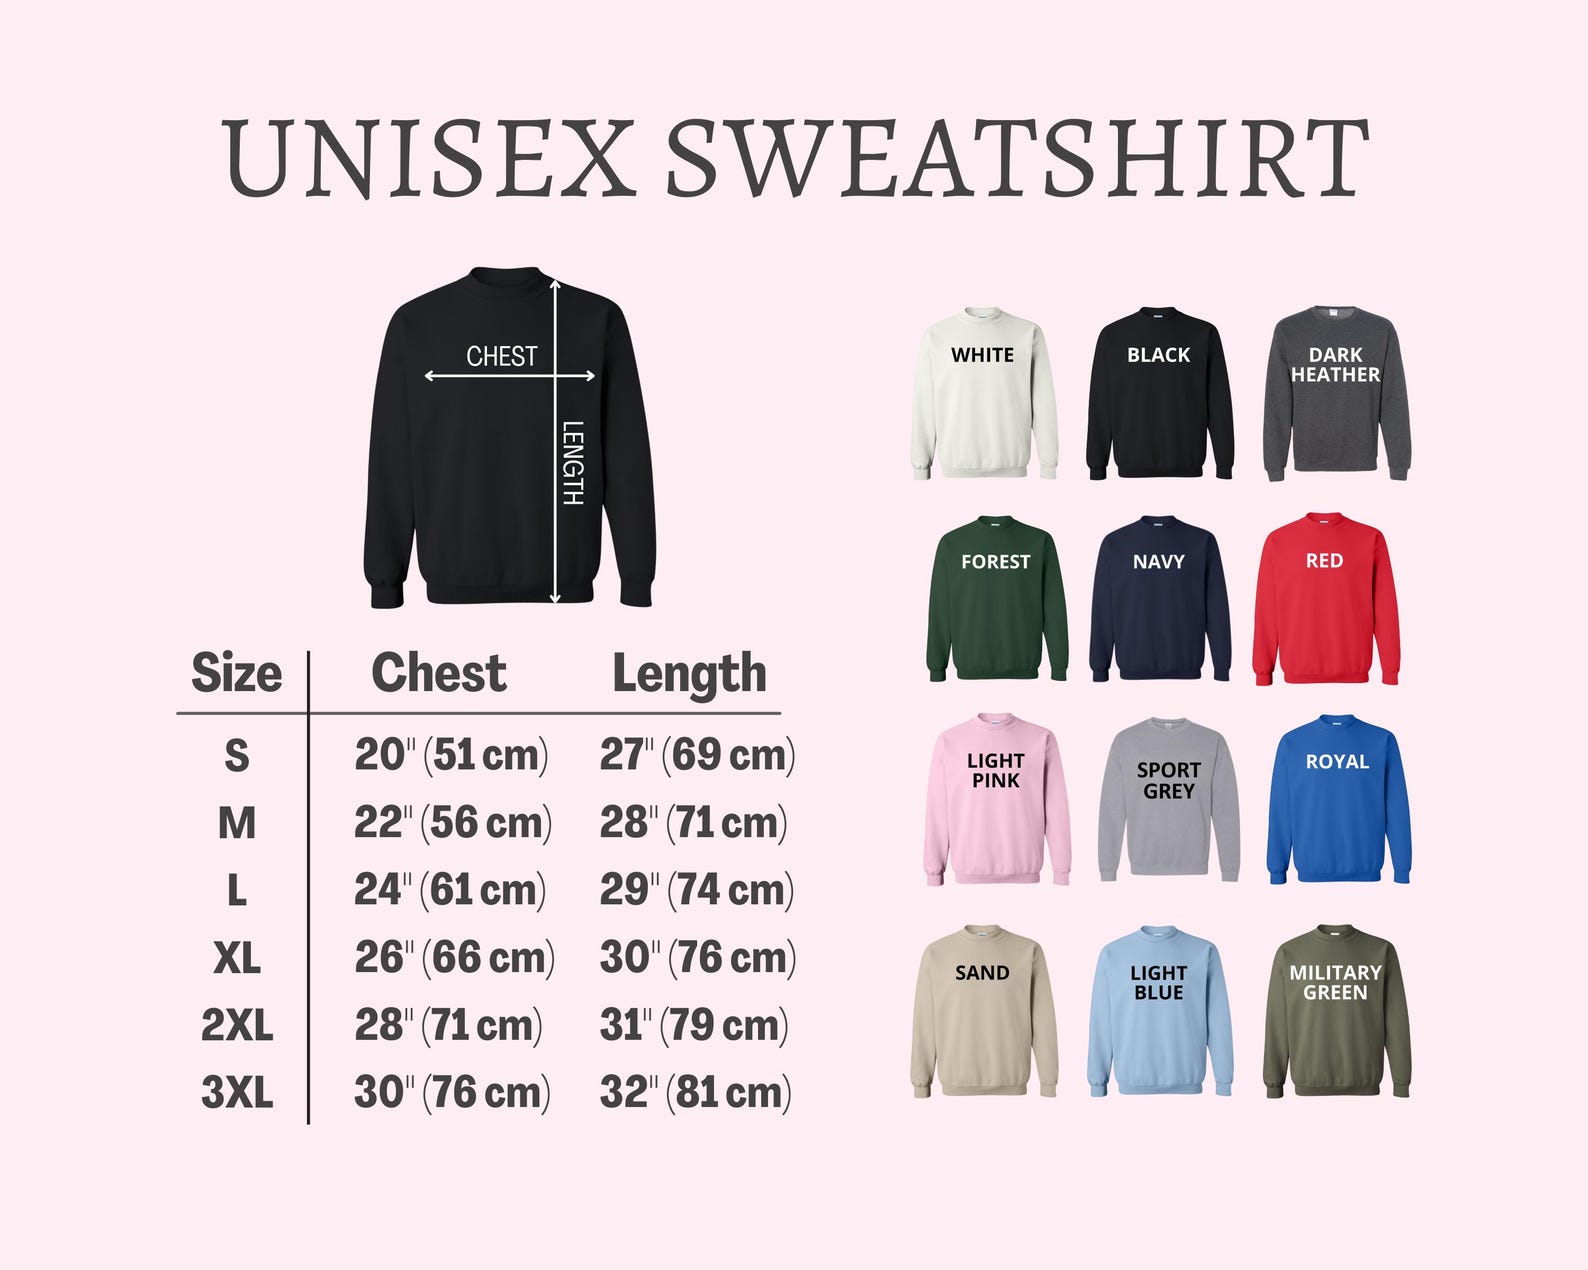 UNISEX SWEATSHIRT
CHEST
LENGTH
Size Chest Length
S 20" (51 cm) 27" (69 cm)
M 22" (56 cm) 28" (71 cm)
L 24" (61 cm) 29" (74 cm)
XL 26" (66 cm) 30" (76 cm)
2XL 28" (71 cm) 31" (79 cm)
3XL 30" (76 cm) 32" (81 cm)
WHITE
BLACK
DARK
HEATHER
FOREST
NAVY
RED
LIGHT
PINK
SPORT
GREY
ROYAL
SAND
LIGHT
BLUE
MILITARY
GREEN